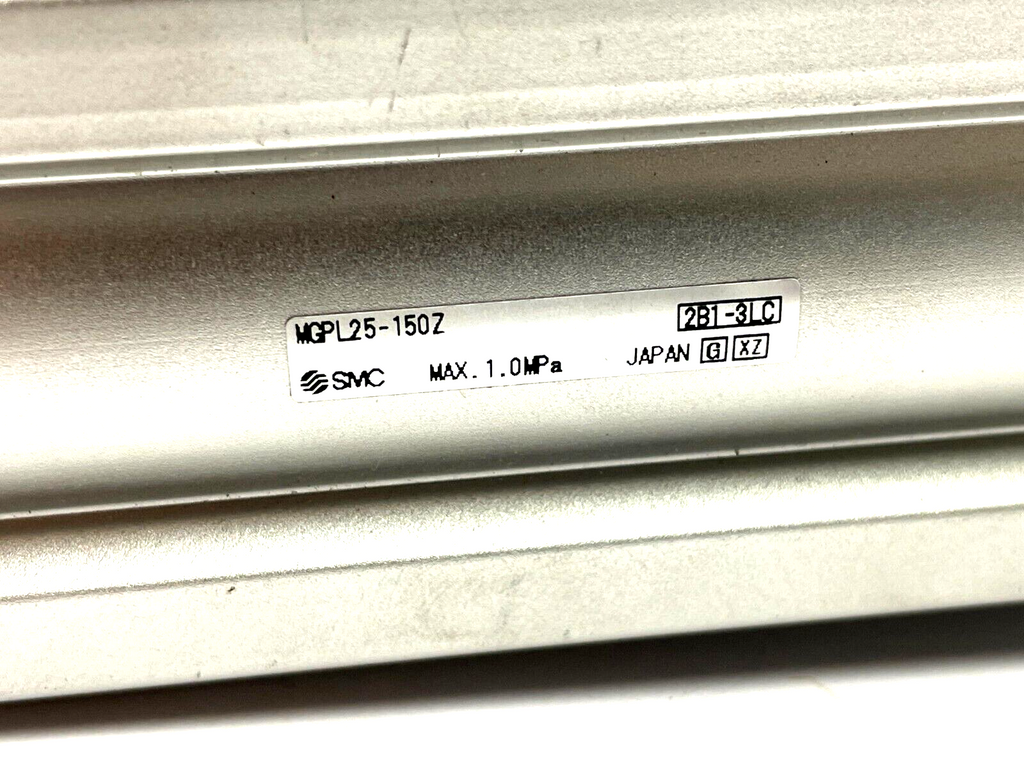 MGPL25-150Z 2B1-3LC
SMC MAX. 1.0MPa JAPAN G XZ